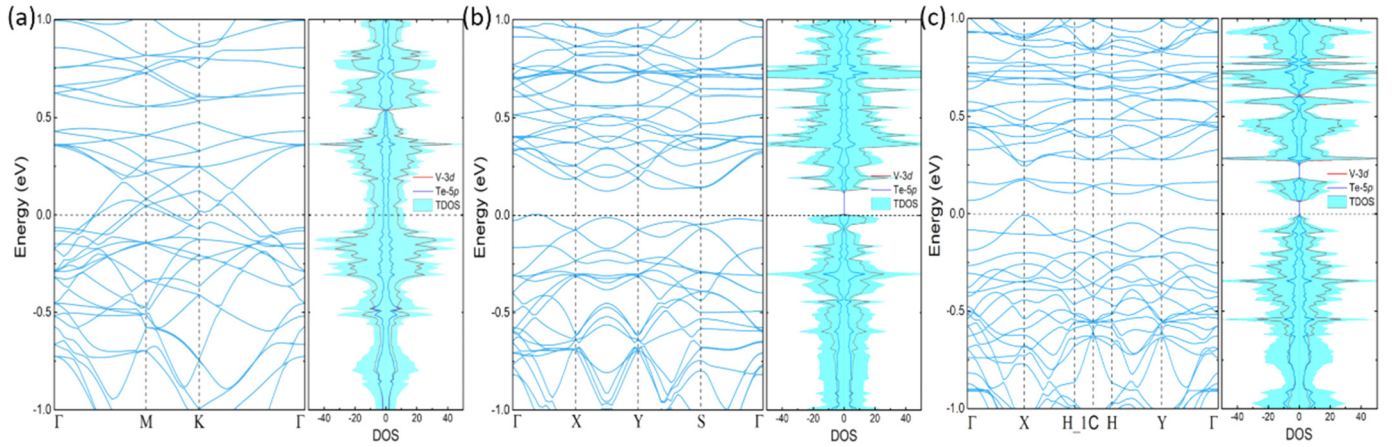 (a)
Energy (eV)
1.0
0.5
0.0
-0.5
-1.0
Γ M K Γ
V-3d
Te-5p
TDOS
-40 -20 0 20 40
DOS
(b)
Energy (eV)
1.0
0.5
0.0
-0.5
-1.0
Γ X Y S Γ
V-3d
Te-5p
TDOS
-40 0 40
DOS
(c)
Energy (eV)
1.0
0.5
0.0
-0.5
-1.0
Γ X H_1C H Y Γ
V-3d
Te-5p
TDOS
-40 -20 0 20 40
DOS